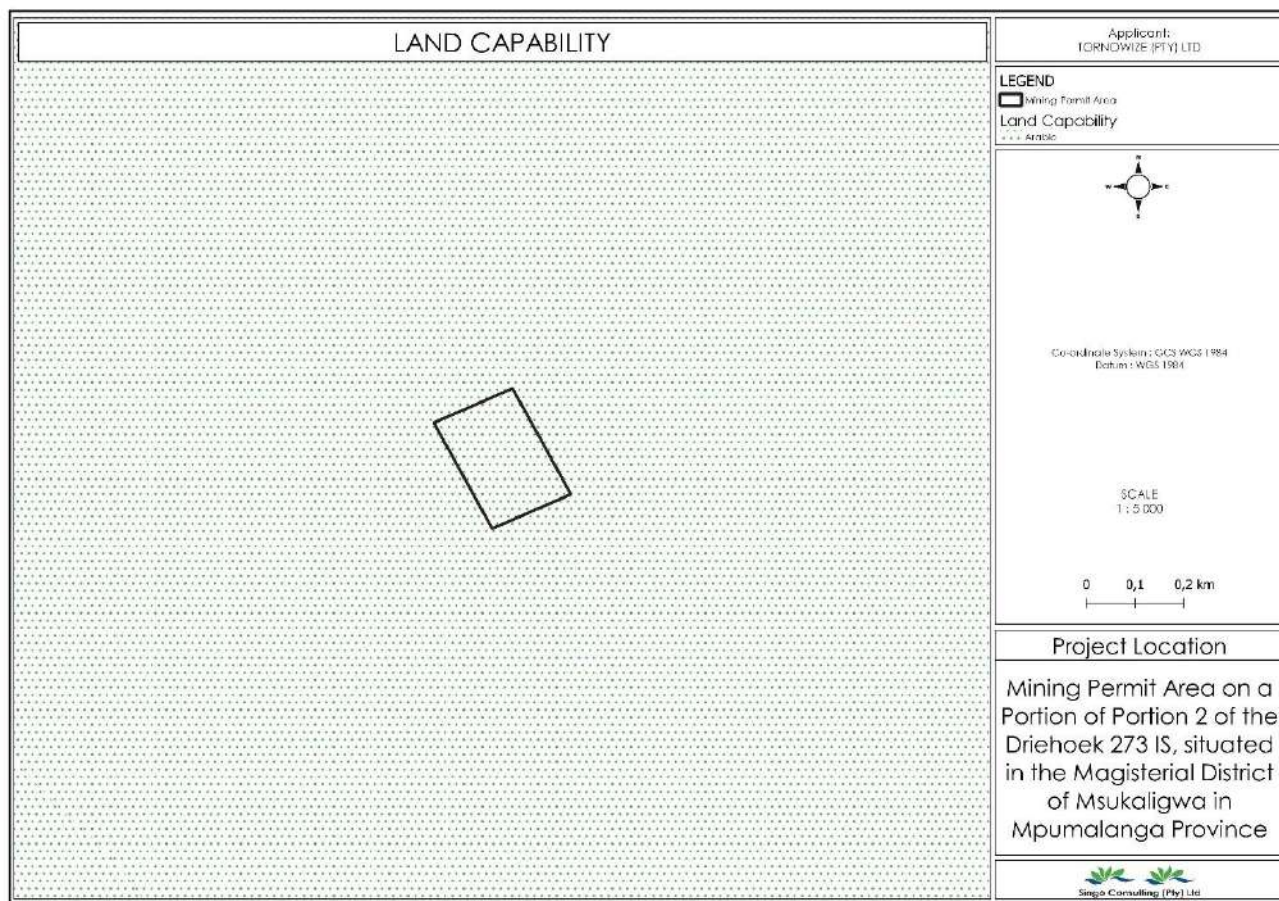 LAND CAPABILITY
Applicant:
TORNOWIZE (PTY) LTD
LEGEND
Mining Permit Area
Land Capability
Arable
N
W
E
S
Co-ordinate System : GCS WGS 1984
Datum : WGS 1984
SCALE
1 : 5 000
0 0,1 0,2 km
Project Location
Mining Permit Area on a
Portion of Portion 2 of the
Driehoek 273 IS, situated
in the Magisterial District
of Msukaligwa in
Mpumalanga Province
Singo Consulting (Pty) Ltd